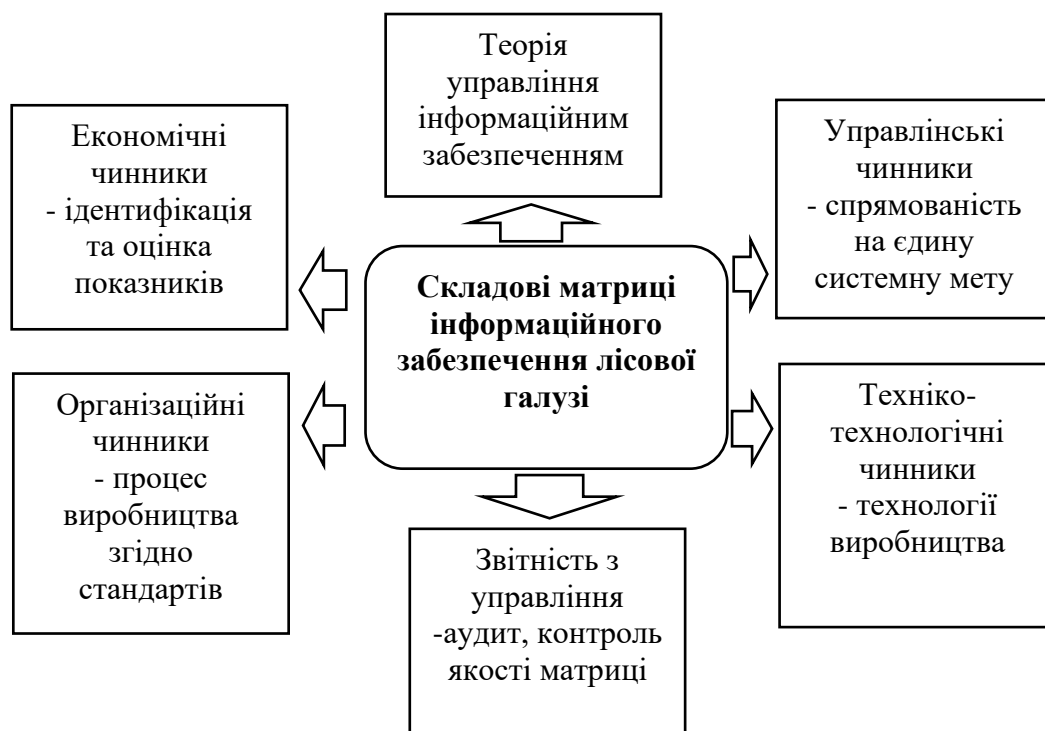 Теорія
управління
інформаційним
забезпеченням
Економічні
чинники
- ідентифікація
та оцінка
показників
Управлінські
чинники
- спрямованість
на єдину
системну мету
Складові матриці
інформаційного
забезпечення лісової
галузі
Організаційні
чинники
- процес
виробництва
згідно
стандартів
Техніко-
технологічні
чинники
- технології
виробництва
Звітність з
управління
-аудит, контроль
якості матриці